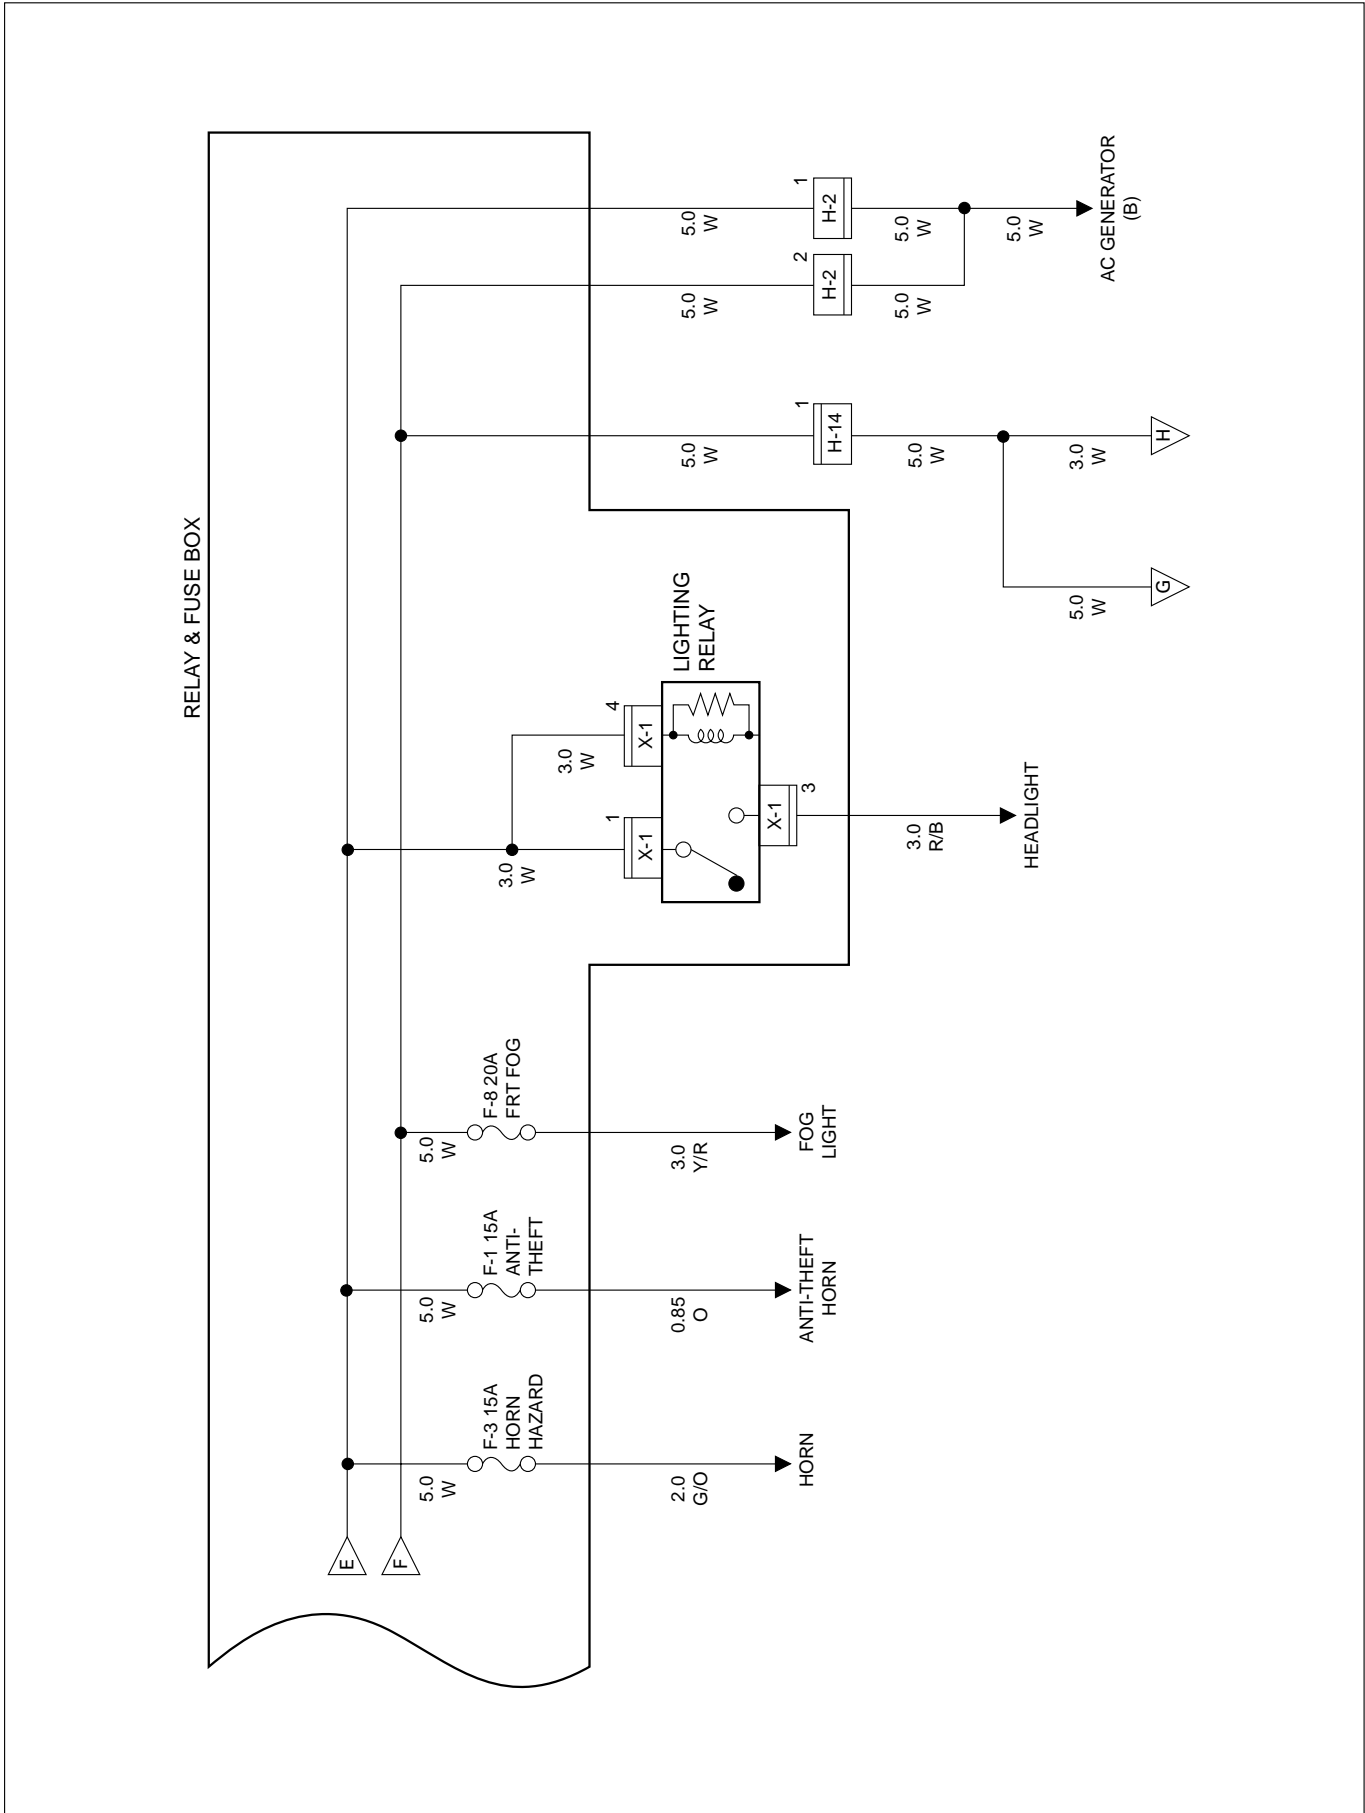 RELAY & FUSE BOX
E
F
5.0
W
F-3 15A
HORN
HAZARD
2.0
G/O
HORN
5.0
W
F-1 15A
ANTI-
THEFT
0.85
O
ANTI-THEFT
HORN
5.0
W
F-8 20A
FRT FOG
3.0
Y/R
FOG
LIGHT
3.0
W
1
X-1
3.0
W
4
X-1
LIGHTING
RELAY
X-1
3
3.0
R/B
HEADLIGHT
5.0
W
1
H-14
5.0
W
5.0
W
G
3.0
W
H
5.0
W
2
H-2
5.0
W
5.0
W
1
H-2
5.0
W
5.0
W
AC GENERATOR
(B)